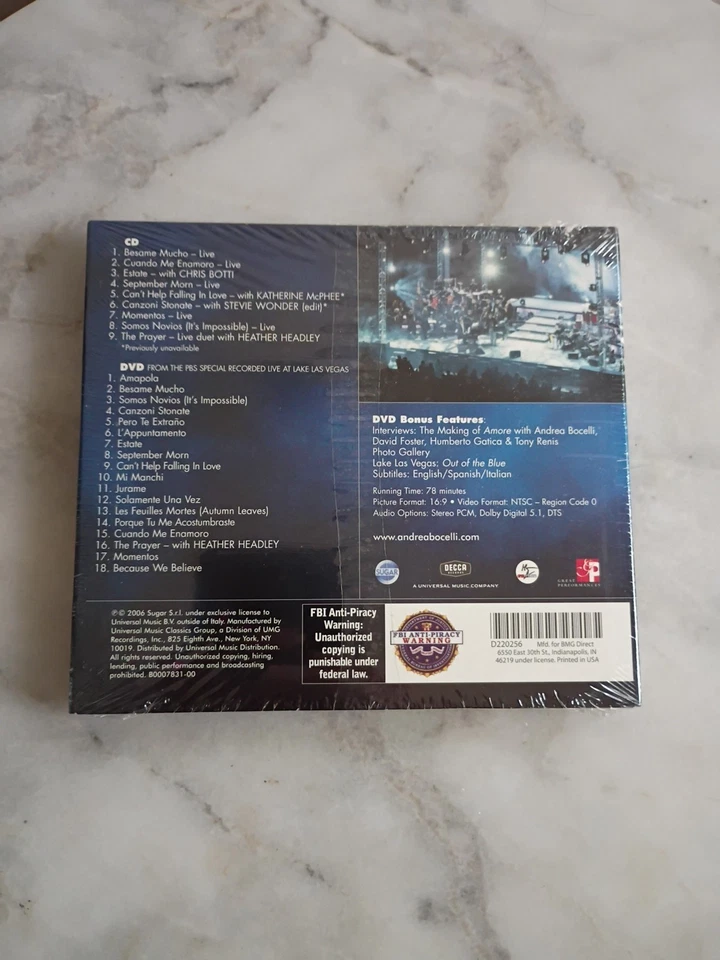 CD
1. Besame Mucho – Live
2. Cuando Me Enamoro – Live
3. Estate – with CHRIS BOTTI
4. September Morn – Live
5. Can't Help Falling In Love – with KATHERINE McPHEE*
6. Canzoni Stonate – with STEVIE WONDER (edit)*
7. Momentos – Live
8. Somos Novios (It's Impossible) – Live
9. The Prayer – Live duet with HEATHER HEADLEY
*Previously unavailable
DVD FROM THE PBS SPECIAL RECORDED LIVE AT LAKE LAS VEGAS
1. Amapola
2. Besame Mucho
3. Somos Novios (It's Impossible)
4. Canzoni Stonate
5. Pero Te Extraño
6. L'Appuntamento
7. Estate
8. September Morn
9. Can't Help Falling In Love
10. Mi Manchi
11. Jurame
12. Solamente Una Vez
13. Les Feuilles Mortes (Autumn Leaves)
14. Porque Tu Me Acostumbraste
15. Cuando Me Enamoro
16. The Prayer – with HEATHER HEADLEY
17. Momentos
18. Because We Believe
DVD Bonus Features:
Interviews: The Making of Amore with Andrea Bocelli,
David Foster, Humberto Gatica & Tony Renis
Photo Gallery
Lake Las Vegas: Out of the Blue
Subtitles: English/Spanish/Italian
Running Time: 78 minutes
Picture Format: 16:9 • Video Format: NTSC – Region Code 0
Audio Options: Stereo PCM, Dolby Digital 5.1, DTS
www.andreabocelli.com
SUGAR
DECCA
A UNIVERSAL MUSIC COMPANY
GREAT
PERFORMANCES
℗© 2006 Sugar S.r.l. under exclusive license to
Universal Music B.V. outside of Italy. Manufactured by
Universal Music Classics Group, a Division of UMG
Recordings, Inc., 825 Eighth Ave., New York, NY
10019. Distributed by Universal Music Distribution.
All rights reserved. Unauthorized copying, hiring,
lending, public performance and broadcasting
prohibited. B0007831-00
FBI Anti-Piracy
Warning:
Unauthorized
copying is
punishable under
federal law.
FBI ANTI-PIRACY
WARNING
D220256 Mfd. for BMG Direct
6550 East 30th St., Indianapolis, IN
46219 under license. Printed in USA